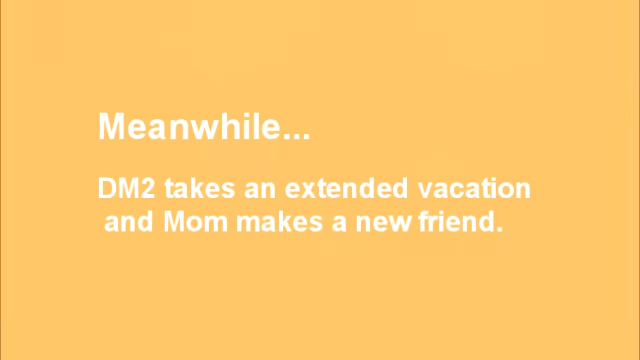 Meanwhile...
DM2 takes an extended vacation
and Mom makes a new friend.